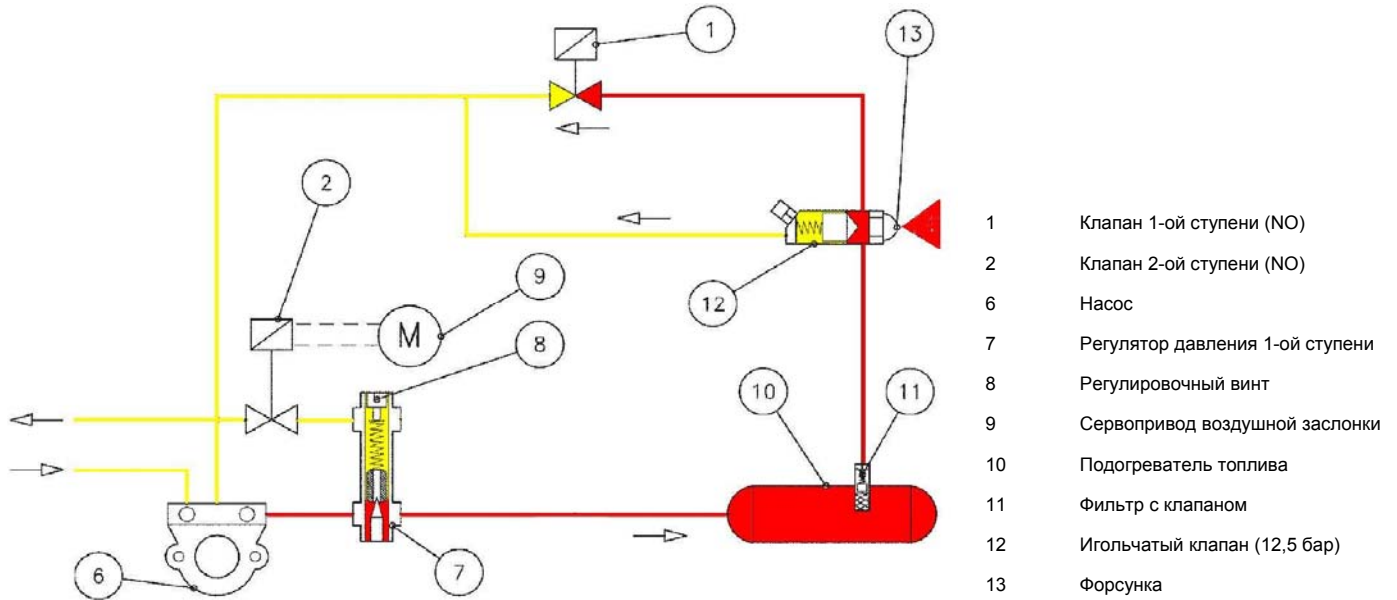 1
13
2
9
8
12
10
11
6
7
M
1 Клапан 1-ой ступени (NO)
2 Клапан 2-ой ступени (NO)
6 Насос
7 Регулятор давления 1-ой ступени
8 Регулировочный винт
9 Сервопривод воздушной заслонки
10 Подогреватель топлива
11 Фильтр с клапаном
12 Игольчатый клапан (12,5 бар)
13 Форсунка